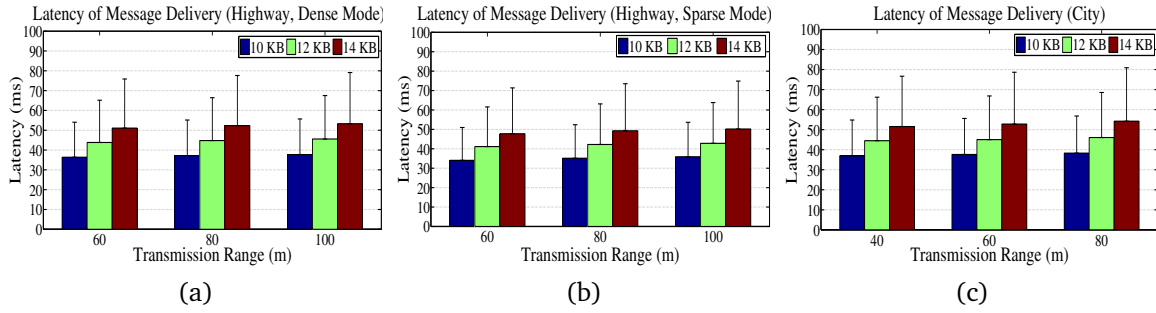 Latency of Message Delivery (Highway, Dense Mode)
100
90
80
70
60
50
40
30
20
10
0
Latency (ms)
10 KB 12 KB 14 KB
60 80 100
Transmission Range (m)
(a)
Latency of Message Delivery (Highway, Sparse Mode)
100
90
80
70
60
50
40
30
20
10
0
Latency (ms)
10 KB 12 KB 14 KB
60 80 100
Transmission Range (m)
(b)
Latency of Message Delivery (City)
100
90
80
70
60
50
40
30
20
10
0
Latency (ms)
10 KB 12 KB 14 KB
40 60 80
Transmission Range (m)
(c)